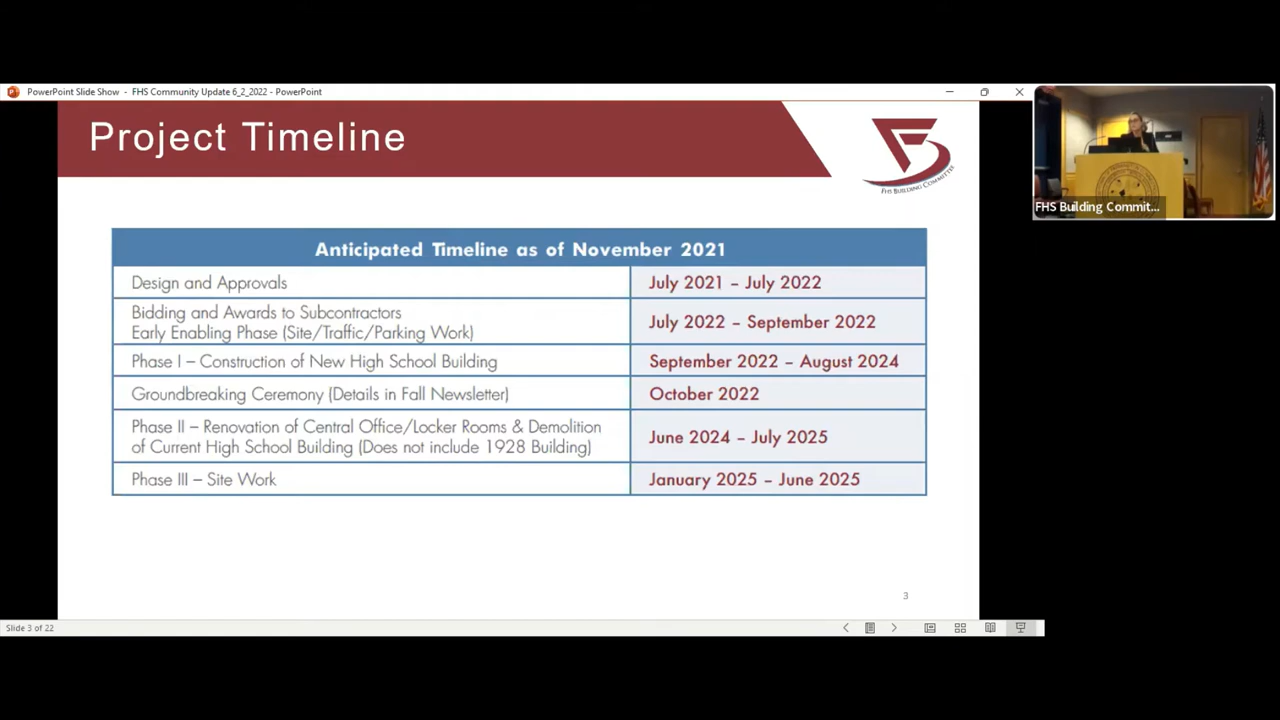 PowerPoint Slide Show - FHS Community Update 6_2_2022 - PowerPoint
Project Timeline
FHS BUILDING COMMITTEE
FHS Building Commit...
Anticipated Timeline as of November 2021
Design and Approvals
July 2021 – July 2022
Bidding and Awards to Subcontractors
Early Enabling Phase (Site/Traffic/Parking Work)
July 2022 – September 2022
Phase I – Construction of New High School Building
September 2022 – August 2024
Groundbreaking Ceremony (Details in Fall Newsletter)
October 2022
Phase II – Renovation of Central Office/Locker Rooms & Demolition
of Current High School Building (Does not include 1928 Building)
June 2024 – July 2025
Phase III – Site Work
January 2025 – June 2025
3
Slide 3 of 22